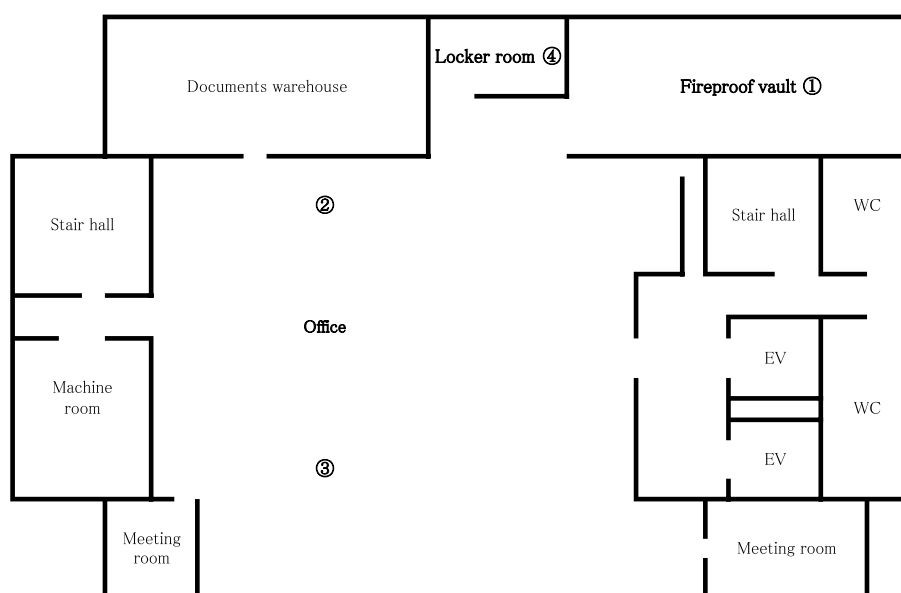 Locker room ④
Documents warehouse
Fireproof vault ①
②
Stair hall
Stair hall
WC
Office
EV
Machine
room
WC
③
EV
Meeting
room
Meeting room